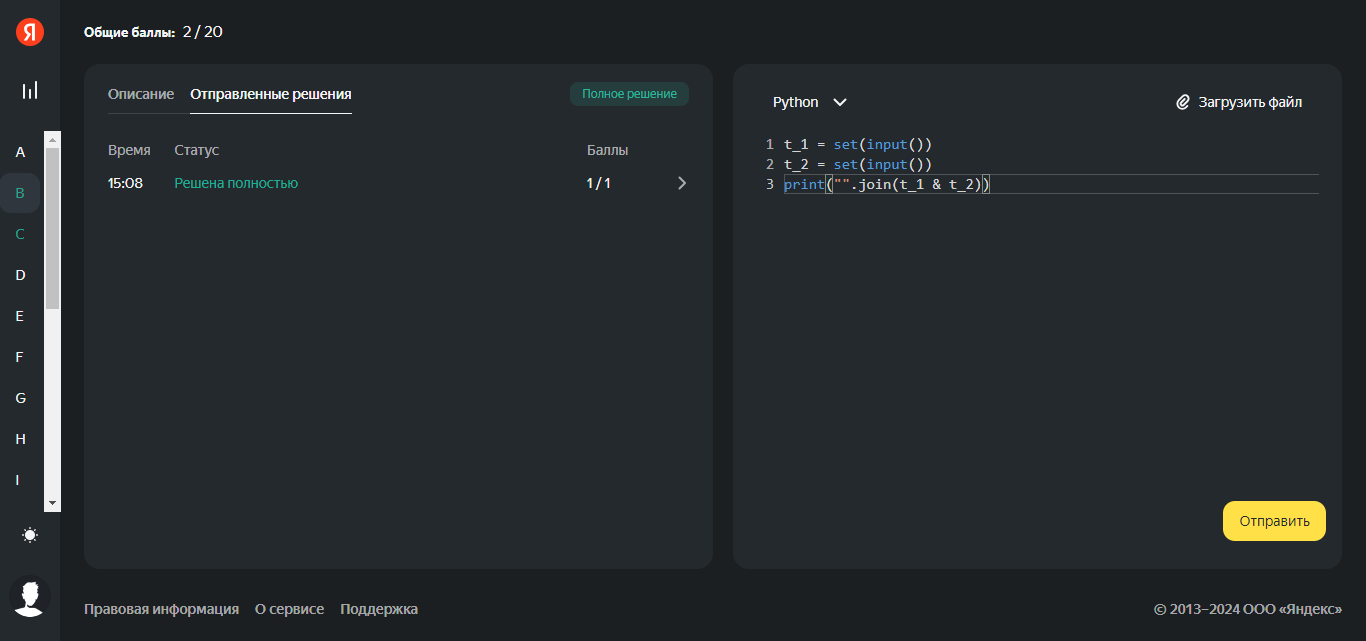 Я
Общие баллы: 2 / 20
A
B
C
D
E
F
G
H
I
Описание Отправленные решения Полное решение
Время Статус Баллы
15:08 Решена полностью 1 / 1
Python Загрузить файл
1 t_1 = set(input())
2 t_2 = set(input())
3 print("".join(t_1 & t_2))
Отправить
Правовая информация О сервисе Поддержка © 2013–2024 ООО «Яндекс»